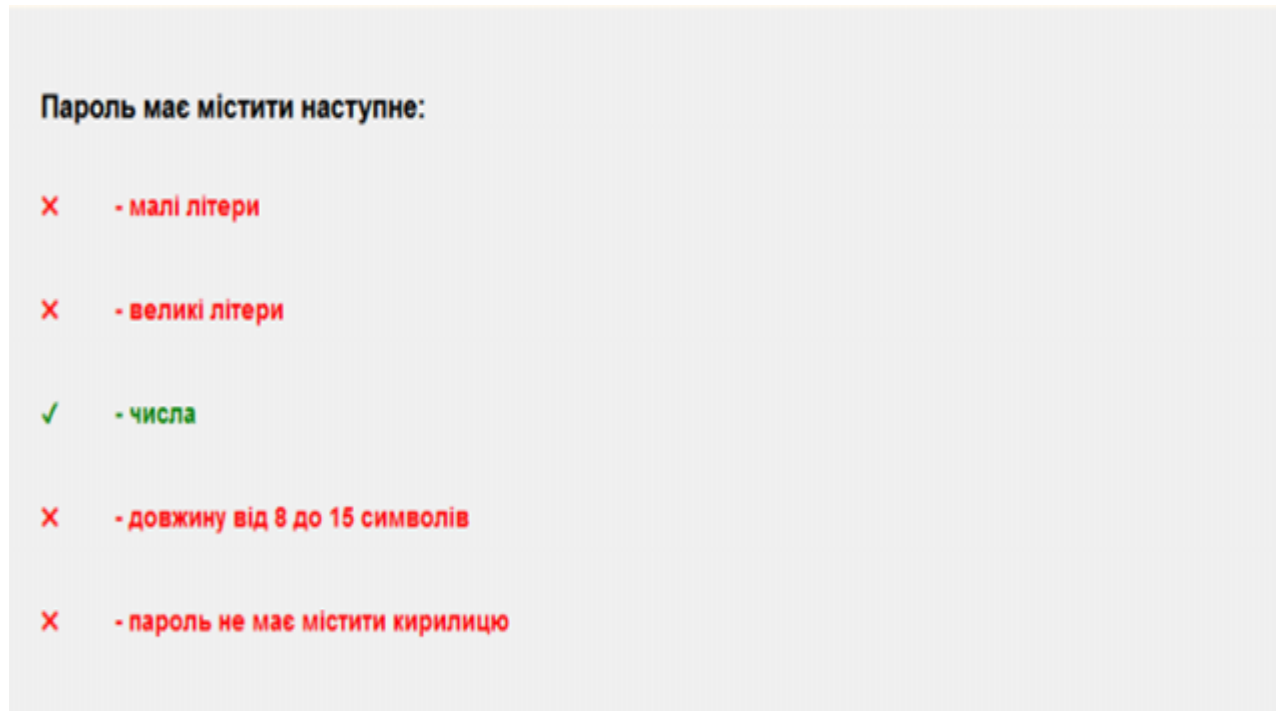 Пароль має містити наступне:
✕ - малі літери
✕ - великі літери
✓ - числа
✕ - довжину від 8 до 15 символів
✕ - пароль не має містити кирилицю